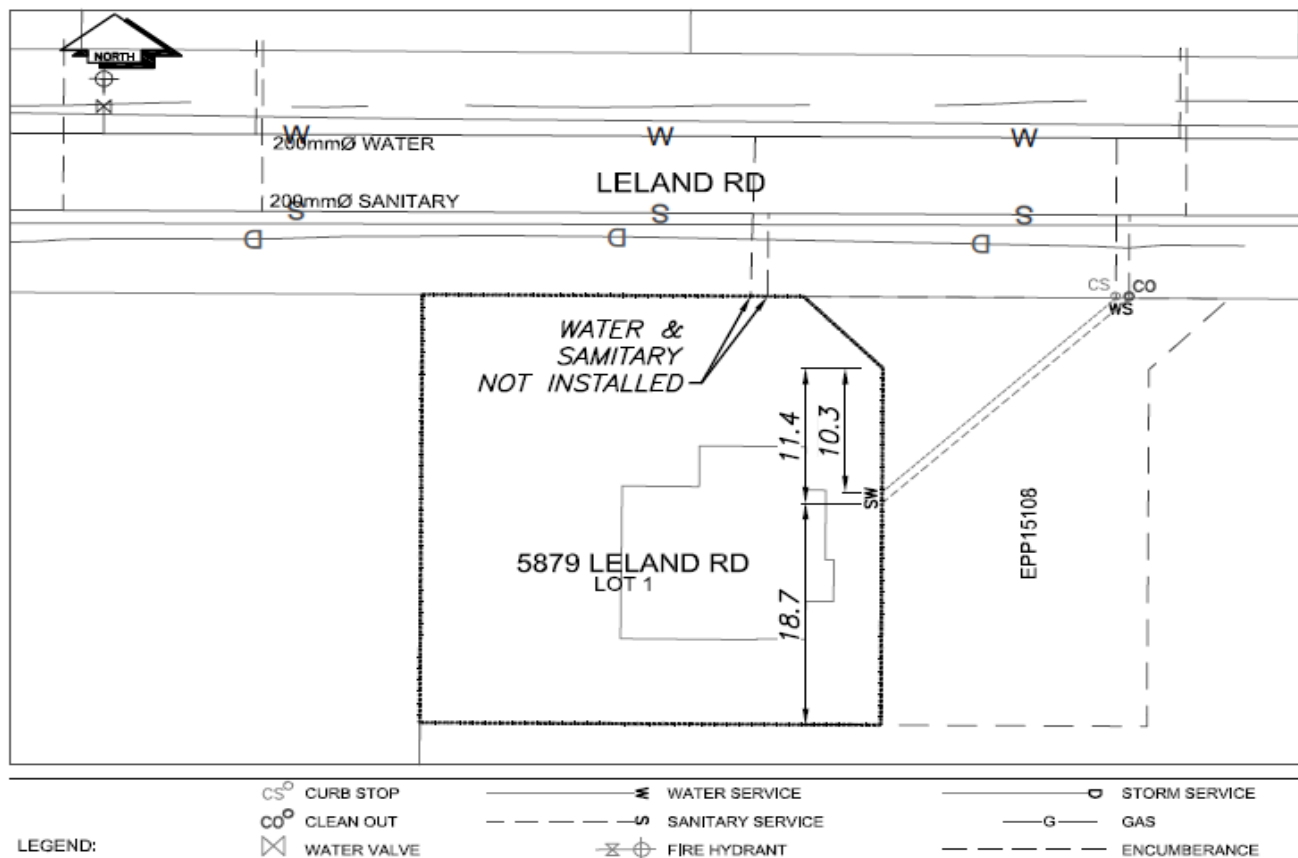 NORTH
W W W
200mmØ WATER
LELAND RD
200mmØ SANITARY
S S S
D D D
CS CO
WS
WATER &
SAMITARY
NOT INSTALLED
11.4
10.3
SW
EPP15108
5879 LELAND RD
LOT 1
18.7
CS CURB STOP W WATER SERVICE D STORM SERVICE
CO CLEAN OUT S SANITARY SERVICE G GAS
LEGEND: WATER VALVE FIRE HYDRANT ENCUMBERANCE